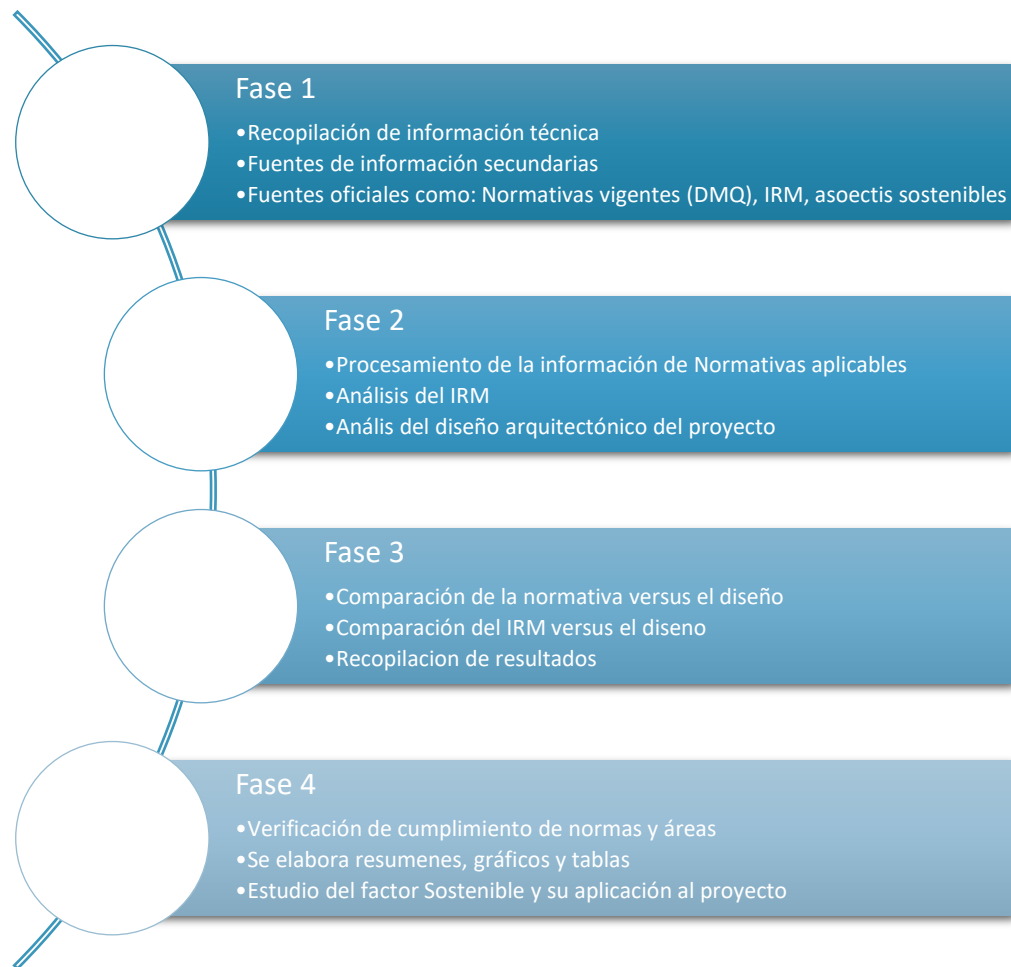 Fase 1
•Recopilación de información técnica
•Fuentes de información secundarias
•Fuentes oficiales como: Normativas vigentes (DMQ), IRM, asoectis sostenibles
Fase 2
•Procesamiento de la información de Normativas aplicables
•Análisis del IRM
•Anális del diseño arquitectónico del proyecto
Fase 3
•Comparación de la normativa versus el diseño
•Comparación del IRM versus el diseno
•Recopilacion de resultados
Fase 4
•Verificación de cumplimiento de normas y áreas
•Se elabora resumenes, gráficos y tablas
•Estudio del factor Sostenible y su aplicación al proyecto